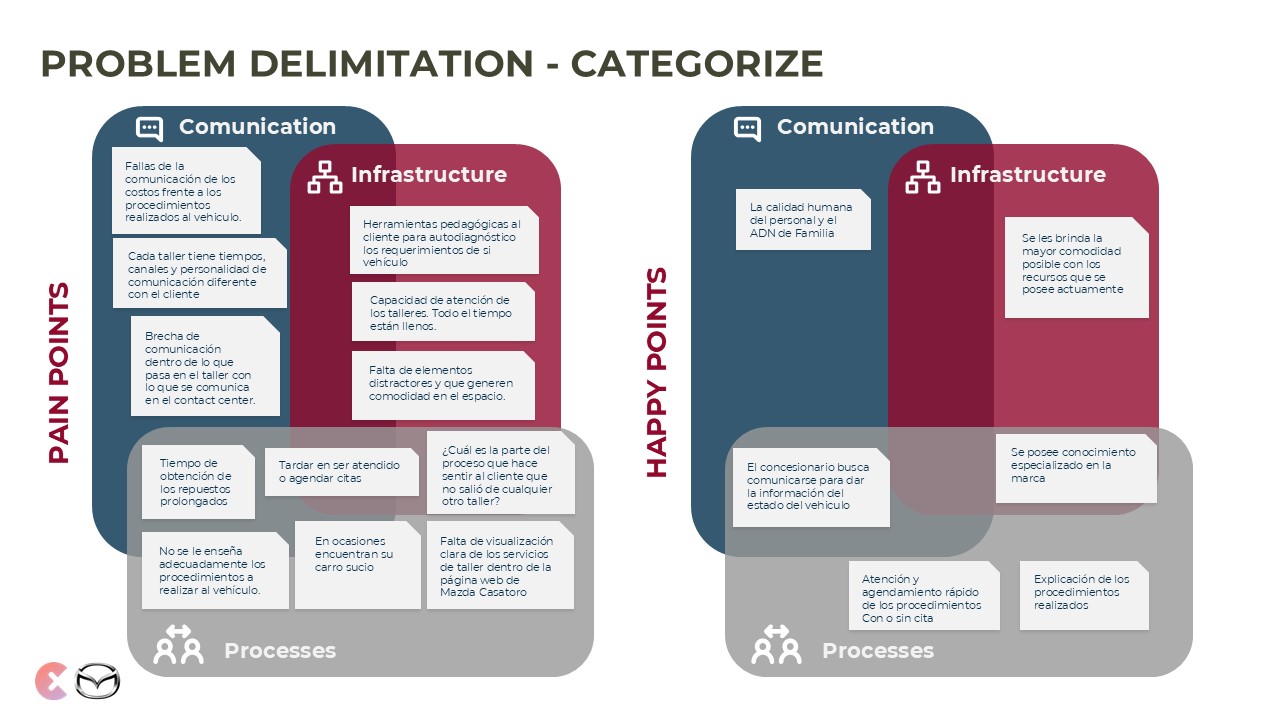 PROBLEM DELIMITATION - CATEGORIZE
PAIN POINTS
Comunication
Fallas de la
comunicación de los
costos frente a los
procedimientos
realizados al vehiculo.
Cada taller tiene tiempos,
canales y personalidad de
comunicación diferente
con el cliente
Brecha de
comunicación
dentro de lo que
pasa en el taller con
lo que se comunica
en el contact center.
Infrastructure
Herramientas pedagógicas al
cliente para autodiagnóstico
los requerimientos de si
vehículo
Capacidad de atención de
los talleres. Todo el tiempo
están llenos.
Falta de elementos
distractores y que generen
comodidad en el espacio.
Tiempo de
obtención de
los repuestos
prolongados
Tardar en ser atendido
o agendar citas
¿Cuál es la parte del
proceso que hace
sentir al cliente que
no salió de cualquier
otro taller?
No se le enseña
adecuadamente los
procedimientos a
realizar al vehículo.
En ocasiones
encuentran su
carro sucio
Falta de visualización
clara de los servicios
de taller dentro de la
página web de
Mazda Casatoro
Processes
HAPPY POINTS
Comunication
La calidad humana
del personal y el
ADN de Familia
Infrastructure
Se les brinda la
mayor comodidad
posible con los
recursos que se
posee actuamente
El concesionario busca
comunicarse para dar
la información del
estado del vehiculo
Se posee conocimiento
especializado en la
marca
Atención y
agendamiento rápido
de los procedimientos
Con o sin cita
Explicación de los
procedimientos
realizados
Processes